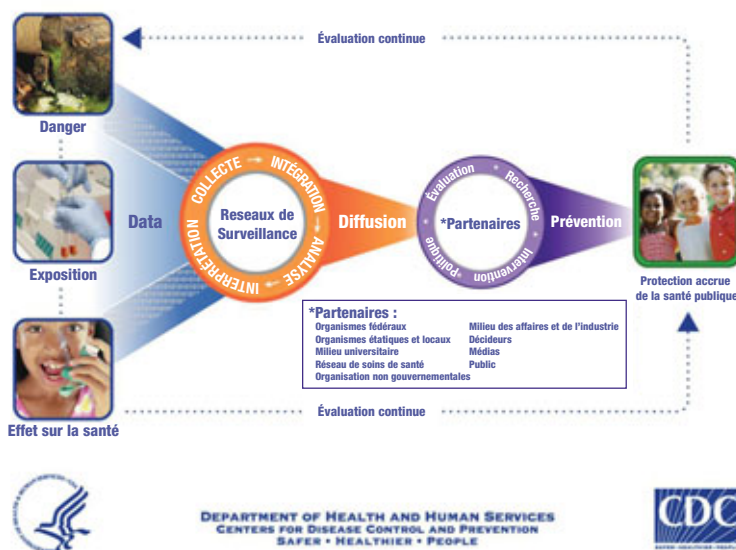 Évaluation continue
Danger
Exposition
Effet sur la santé
Data
COLLECTE
INTÉGRATION
ANALYSE
INTERPRÉTATION
Reseaux de
Surveillance
Diffusion
Évaluation
Recherche
Intervention
Politique
*Partenaires
Prévention
Protection accrue
de la santé publique
*Partenaires :
Organismes fédéraux
Organismes étatiques et locaux
Milieu universitaire
Réseau de soins de santé
Organisation non gouvernementales
Milieu des affaires et de l'industrie
Décideurs
Médias
Public
Évaluation continue
DEPARTMENT OF HEALTH AND HUMAN SERVICES
CENTERS FOR DISEASE CONTROL AND PREVENTION
SAFER • HEALTHIER • PEOPLE
CDC
SAFER • HEALTHIER • PEOPLE